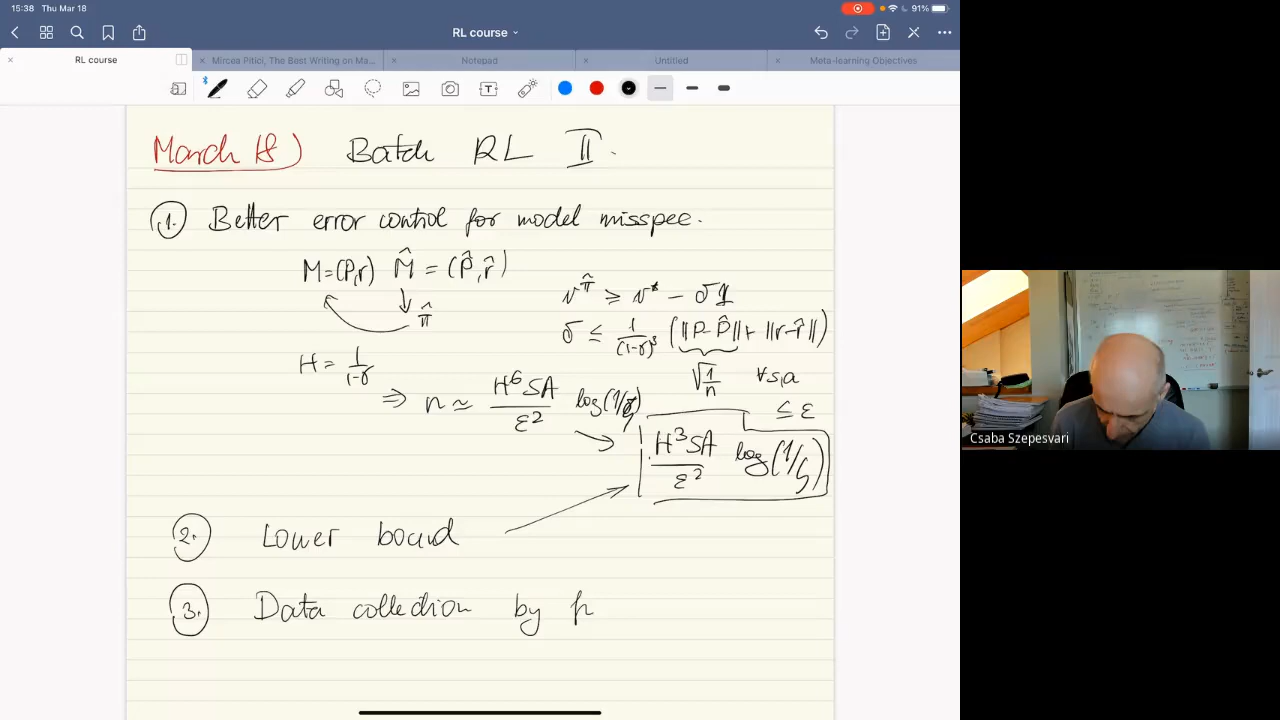 15:38 Thu Mar 18
91%
RL course
RL course
Mircea Pitici, The Best Writing on Ma...
Notepad
Untitled
Meta-learning Objectives
March 18) Batch RL II.
1. Better error control for model misspec.
M=(P,r) M̂ = (P̂,r̂)
π̂
v^π̂ ≥ v* - δ1
δ ≤ 1/(1-γ)³ (||P-P̂|| + ||r-r̂||)
H = 1/(1-γ)
√(1/n) ∀s,a
≤ ε
⇒ n ≈ H⁶SA/ε² log(1/ζ)
H³SA/ε² log(1/ζ)
2. Lower bound
3. Data collection by p
Csaba Szepesvari